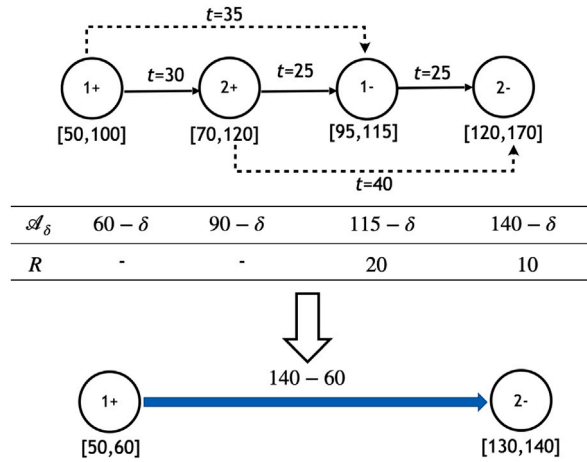 t=35
1+ t=30 2+ t=25 1- t=25 2-
[50,100] [70,120] [95,115] [120,170]
t=40
𝒜δ 60 − δ 90 − δ 115 − δ 140 − δ
R - - 20 10
140 − 60
1+ 2-
[50,60] [130,140]